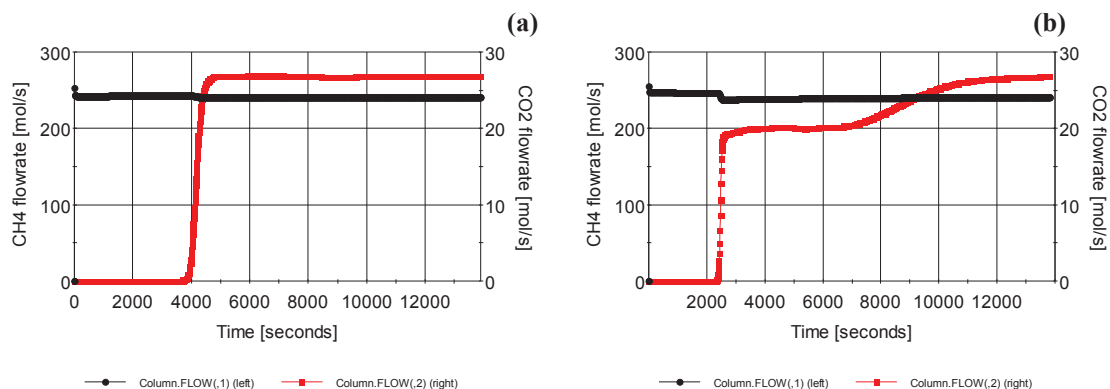 (a)
300
200
100
0
CH4 flowrate [mol/s]
30
20
10
0
CO2 flowrate [mol/s]
0 2000 4000 6000 8000 10000 12000
Time [seconds]
Column.FLOW(,1) (left) Column.FLOW(,2) (right)
(b)
300
200
100
0
CH4 flowrate [mol/s]
30
20
10
0
CO2 flowrate [mol/s]
2000 4000 6000 8000 10000 12000
Time [seconds]
Column.FLOW(,1) (left) Column.FLOW(,2) (right)